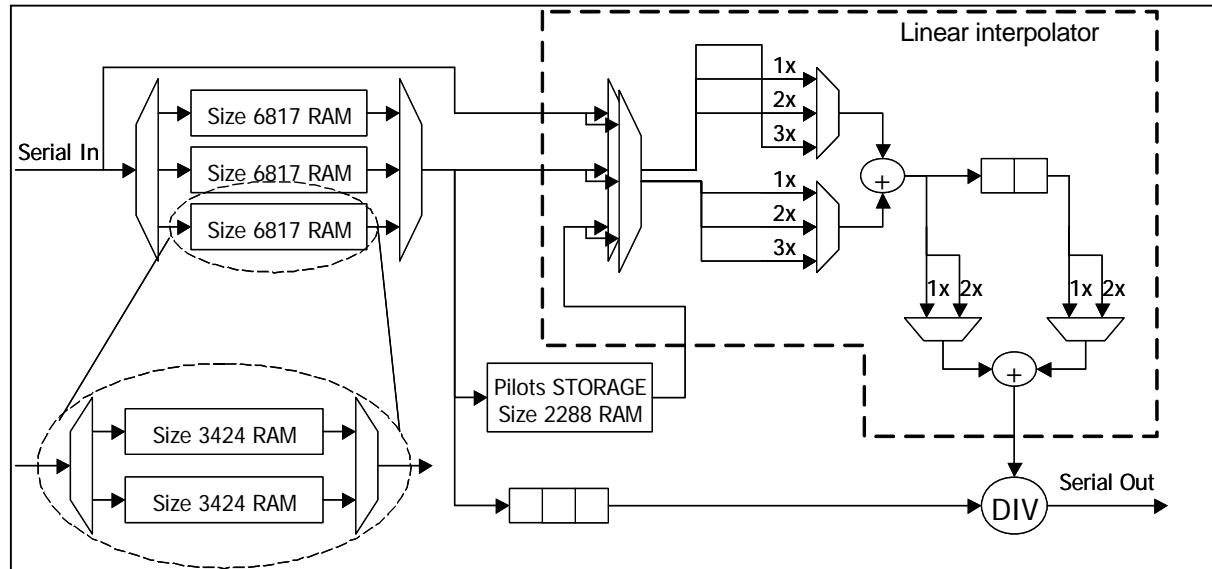 Linear interpolator
Serial In
Size 6817 RAM
Size 6817 RAM
Size 6817 RAM
1x
2x
3x
+
1x
2x
3x
1x 2x
1x 2x
+
Pilots STORAGE
Size 2288 RAM
Size 3424 RAM
Size 3424 RAM
DIV
Serial Out